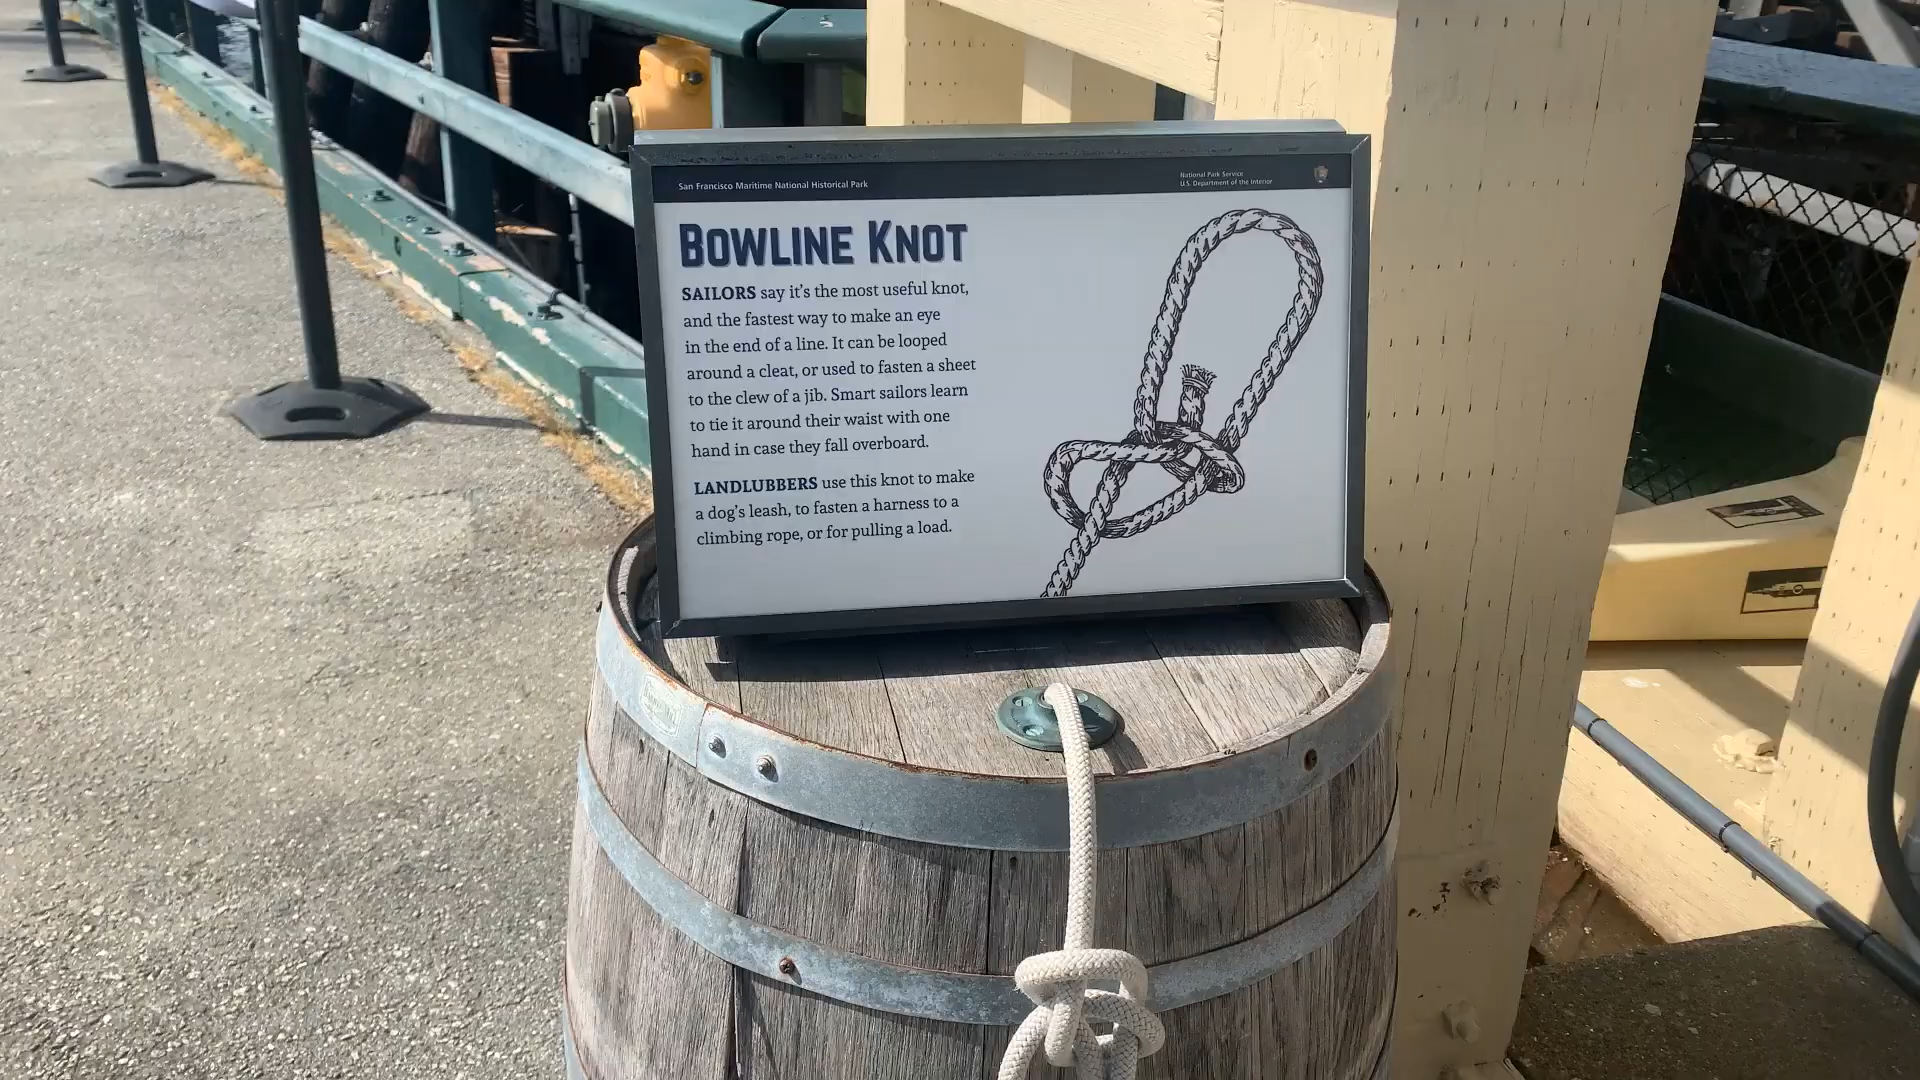 San Francisco Maritime National Historical Park
National Park Service
U.S. Department of the Interior
BOWLINE KNOT
SAILORS say it's the most useful knot,
and the fastest way to make an eye
in the end of a line. It can be looped
around a cleat, or used to fasten a sheet
to the clew of a jib. Smart sailors learn
to tie it around their waist with one
hand in case they fall overboard.
LANDLUBBERS use this knot to make
a dog's leash, to fasten a harness to a
climbing rope, or for pulling a load.